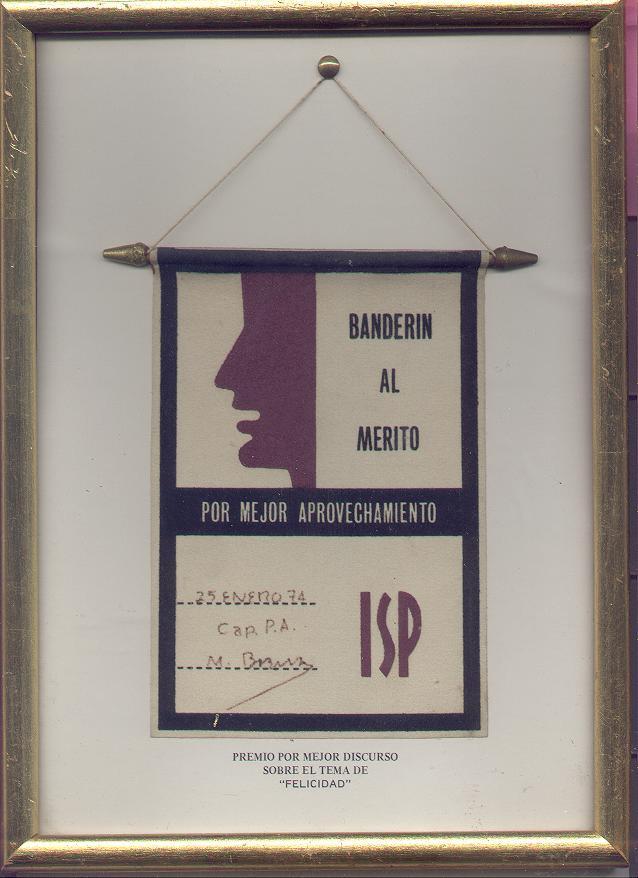 BANDERIN
AL
MERITO
POR MEJOR APROVECHAMIENTO
25 ENERO 74
Cap. P.A.
M.
ISP
PREMIO POR MEJOR DISCURSO
SOBRE EL TEMA DE
“FELICIDAD”